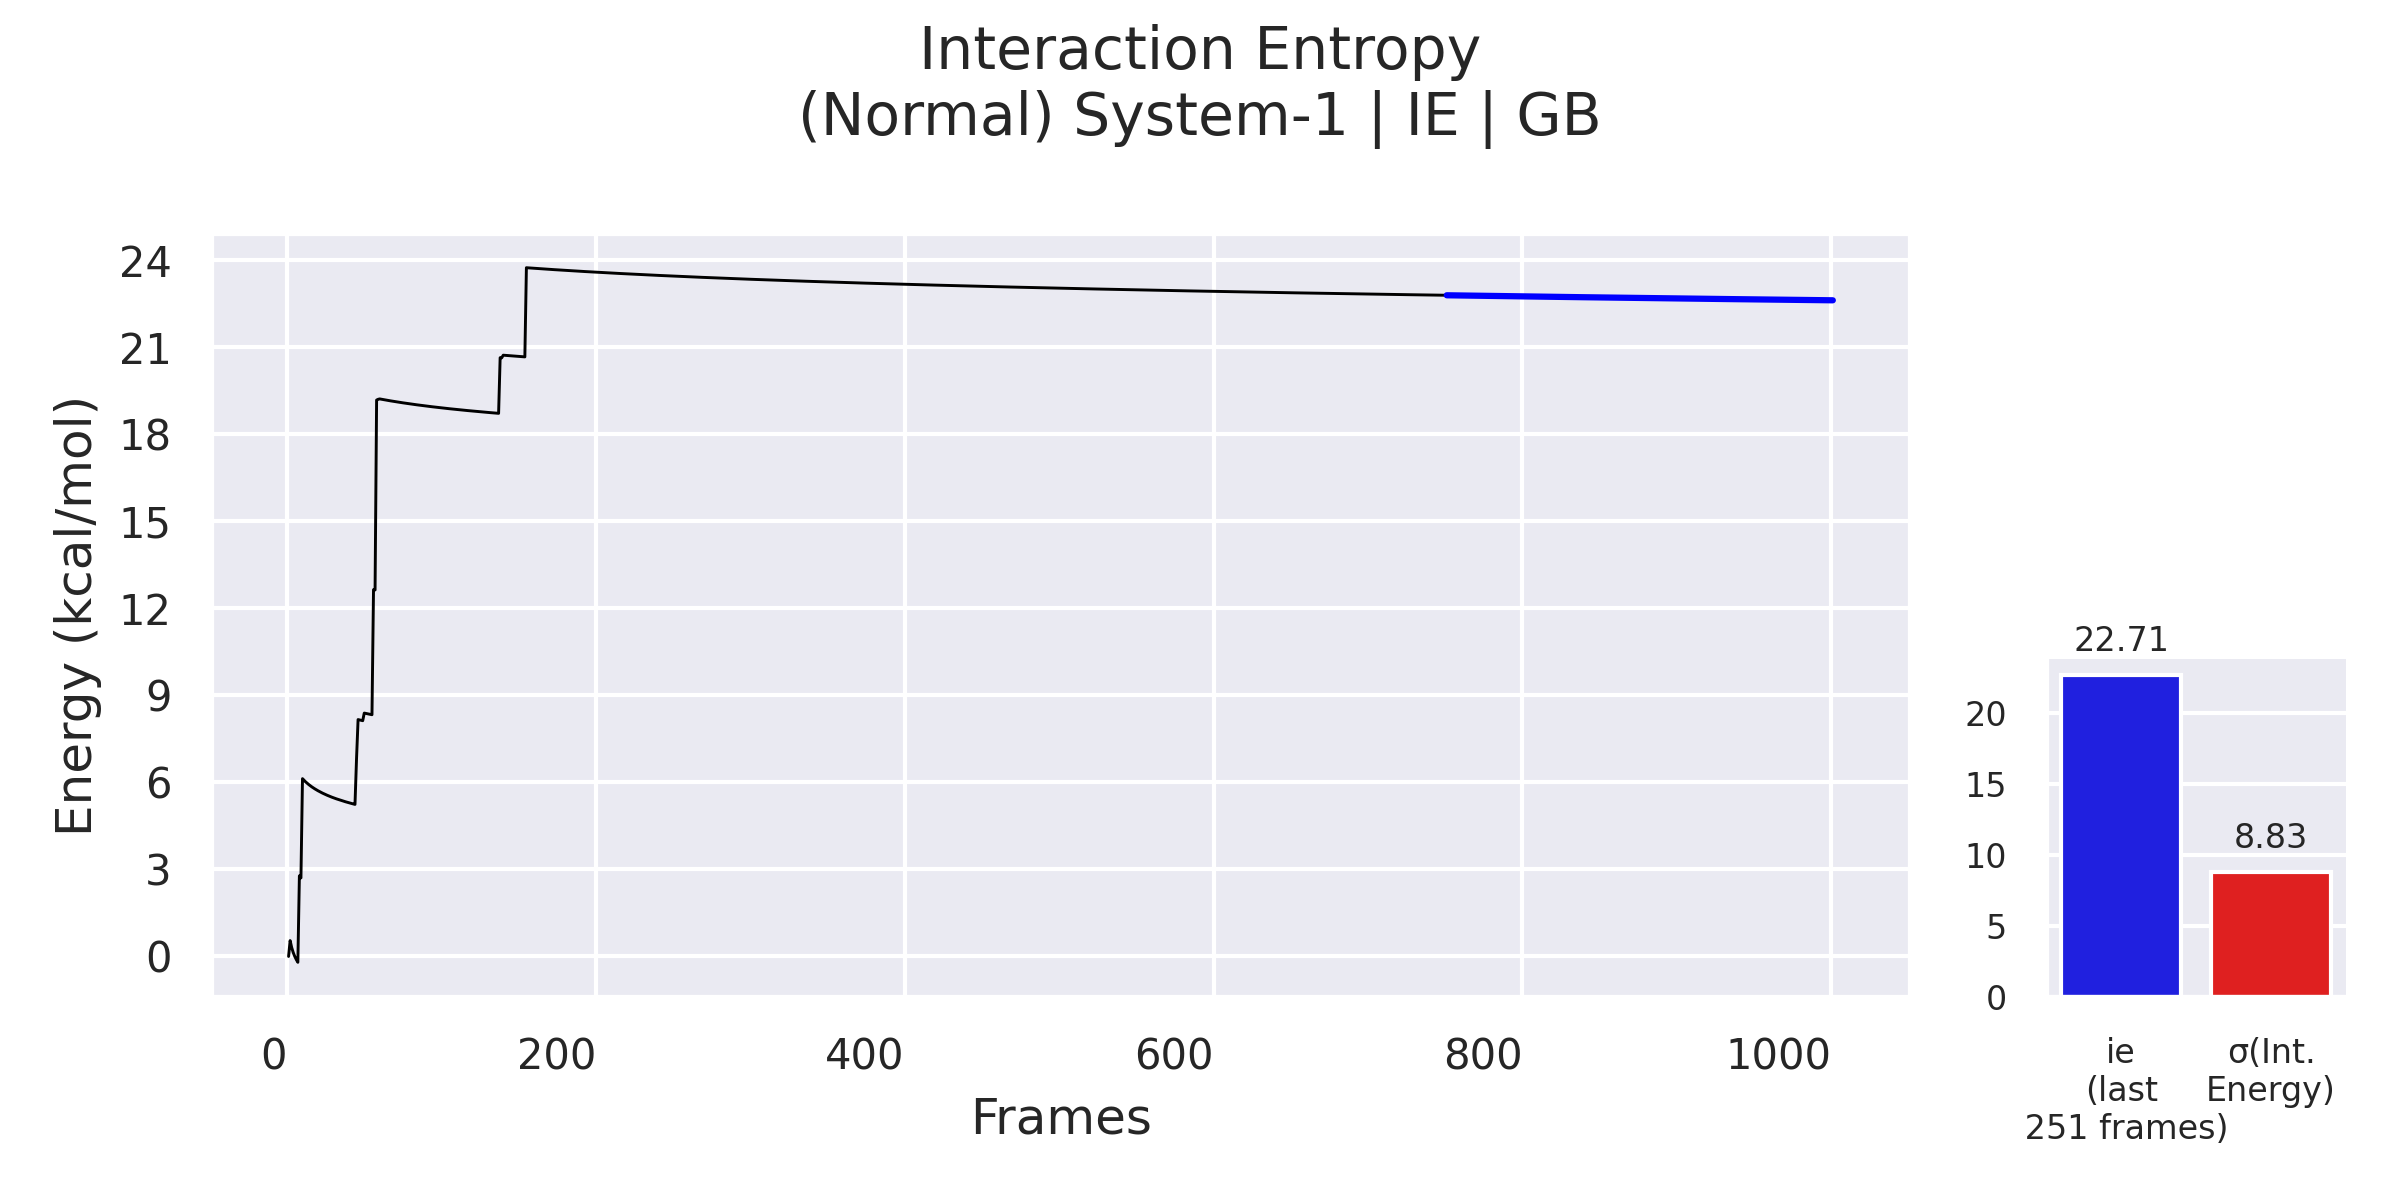 Interaction Entropy
(Normal) System-1 | IE | GB
Energy (kcal/mol)
24
21
18
15
12
9
6
3
0
0 200 400 600 800 1000
Frames
22.71
8.83
20
15
10
5
0
ie
(last
251 frames)
σ(Int.
Energy)